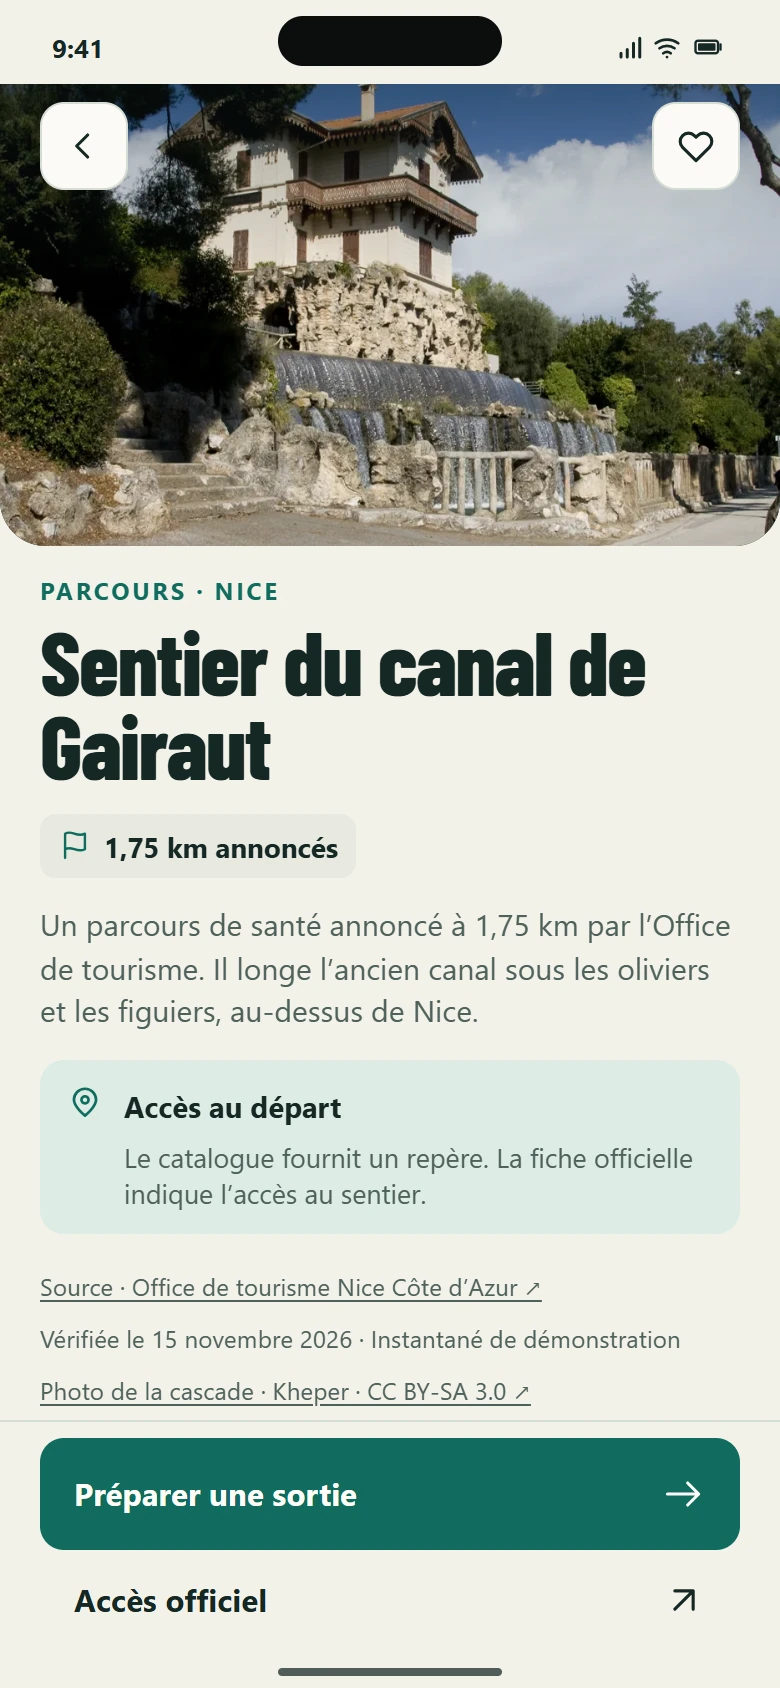 9:41
PARCOURS · NICE
Sentier du canal de
Gairaut
1,75 km annoncés
Un parcours de santé annoncé à 1,75 km par l’Office
de tourisme. Il longe l’ancien canal sous les oliviers
et les figuiers, au-dessus de Nice.
Accès au départ
Le catalogue fournit un repère. La fiche officielle
indique l’accès au sentier.
Source · Office de tourisme Nice Côte d’Azur ↗
Vérifiée le 15 novembre 2026 · Instantané de démonstration
Photo de la cascade · Kheper · CC BY-SA 3.0 ↗
Préparer une sortie
Accès officiel